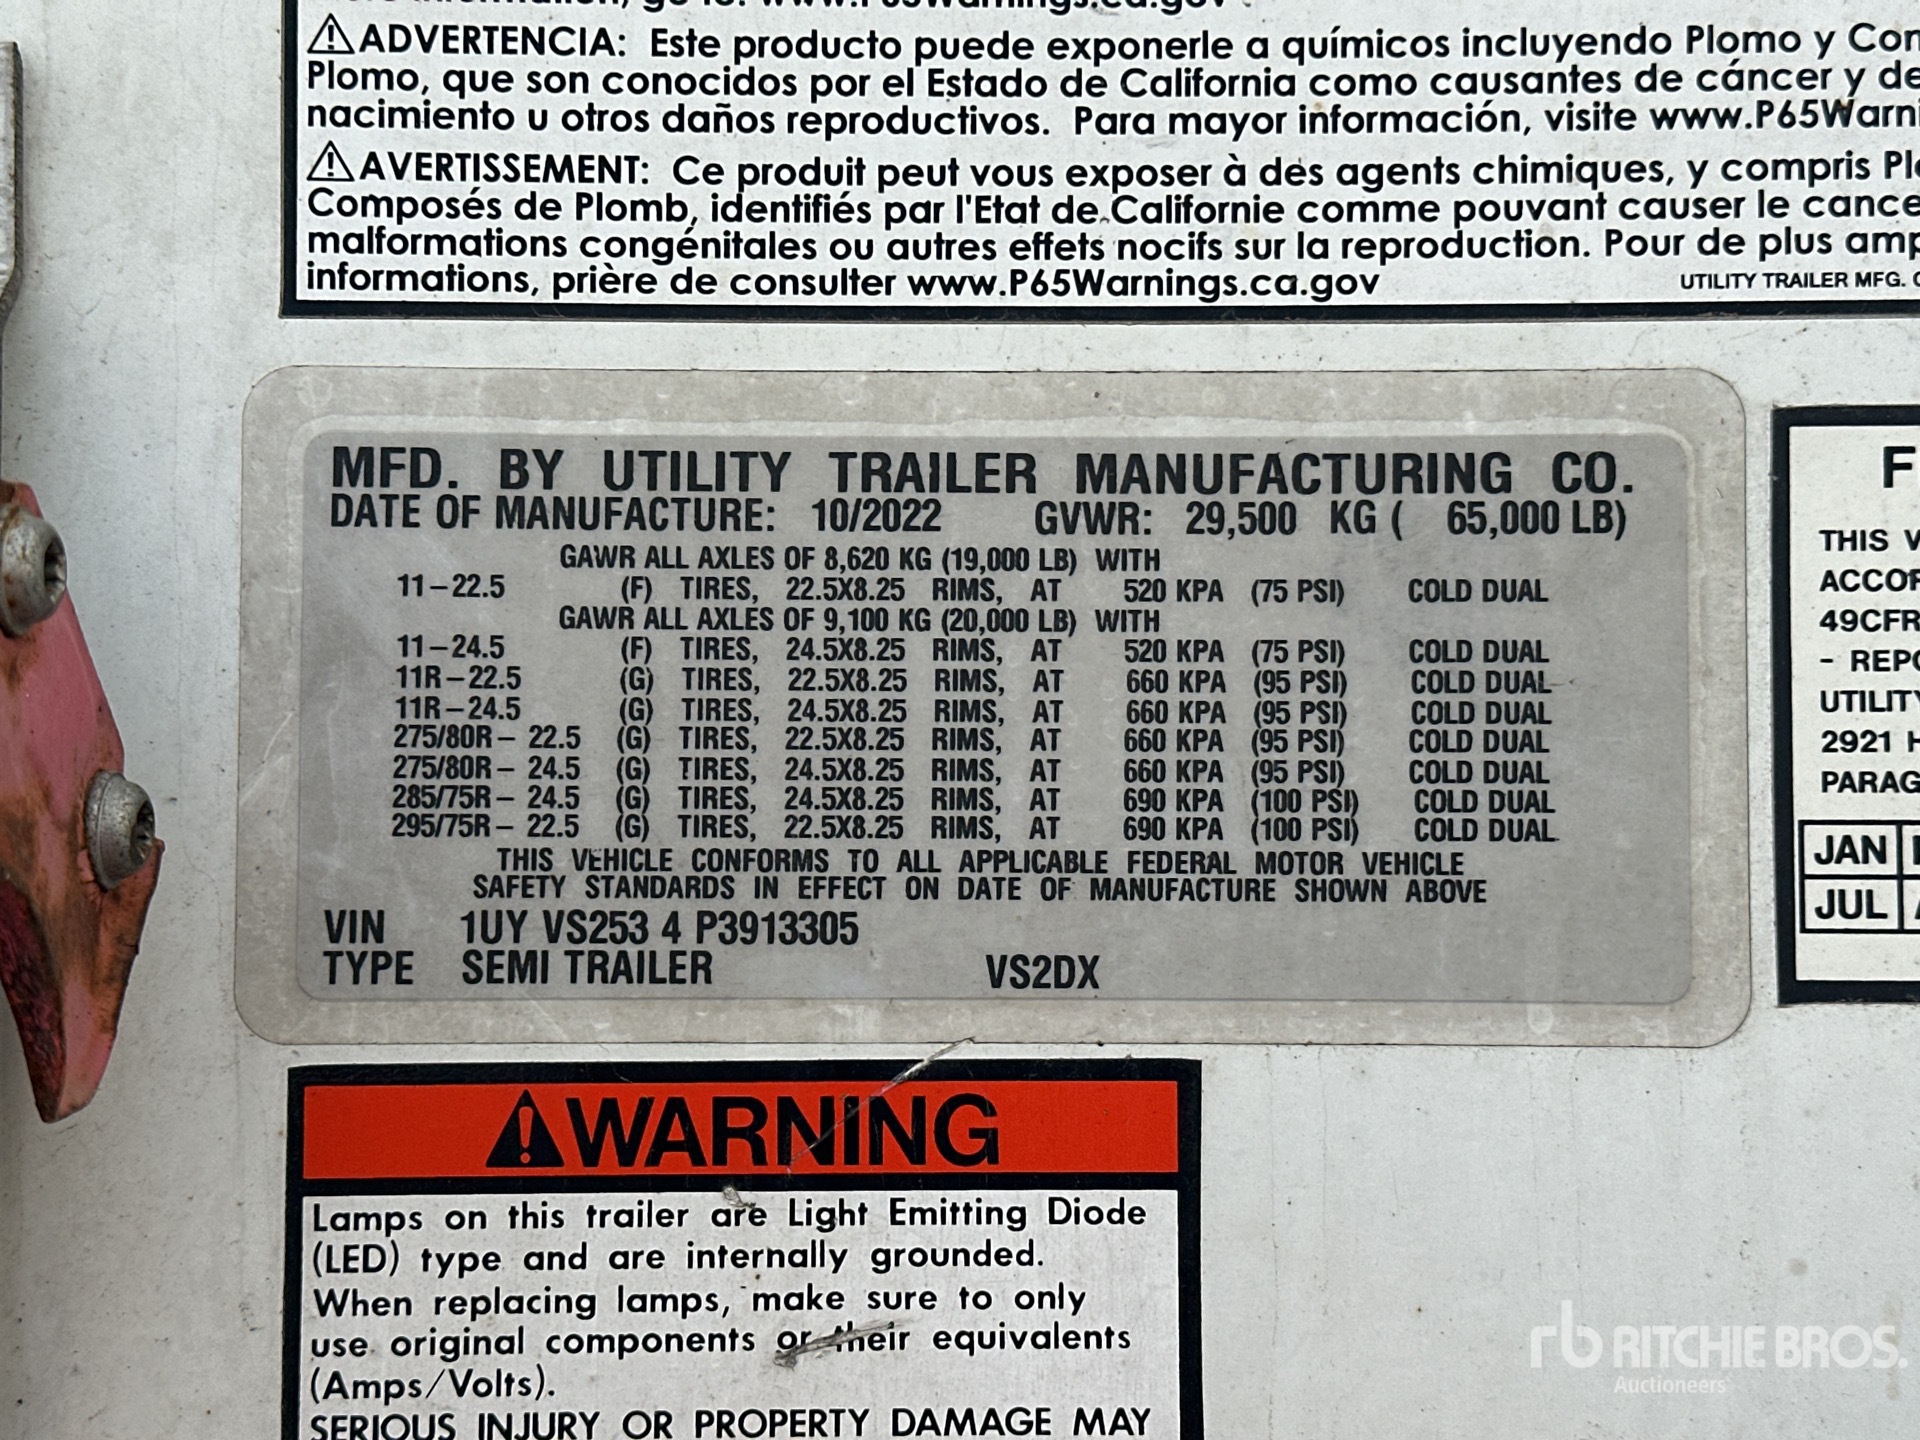 ADVERTENCIA: Este producto puede exponerle a químicos incluyendo Plomo y
Plomo, que son conocidos por el Estado de California como causantes de cáncer y
nacimiento u otros daños reproductivos. Para mayor información, visite www.P65Warni
AVERTISSEMENT: Ce produit peut vous exposer à des agents chimiques, y compris
Composés de Plomb, identifiés par l'Etat de Californie comme pouvant causer le
malformations congénitales ou autres effets nocifs sur la reproduction. Pour de plus
informations, prière de consulter www.P65Warnings.ca.gov
UTILITY TRAILER MFG.
MFD. BY UTILITY TRAILER MANUFACTURING CO.
DATE OF MANUFACTURE: 10/2022 GVWR: 29,500 KG ( 65,000 LB)
GAWR ALL AXLES OF 8,620 KG (19,000 LB) WITH
11-22.5 (F) TIRES, 22.5X8.25 RIMS, AT 520 KPA (75 PSI) COLD DUAL
GAWR ALL AXLES OF 9,100 KG (20,000 LB) WITH
11-24.5 (F) TIRES, 24.5X8.25 RIMS, AT 520 KPA (75 PSI) COLD DUAL
11R-22.5 (G) TIRES, 22.5X8.25 RIMS, AT 660 KPA (95 PSI) COLD DUAL
11R-24.5 (G) TIRES, 24.5X8.25 RIMS, AT 660 KPA (95 PSI) COLD DUAL
275/80R- 22.5 (G) TIRES, 22.5X8.25 RIMS, AT 660 KPA (95 PSI) COLD DUAL
275/80R- 24.5 (G) TIRES, 24.5X8.25 RIMS, AT 660 KPA (95 PSI) COLD DUAL
285/75R- 24.5 (G) TIRES, 24.5X8.25 RIMS, AT 690 KPA (100 PSI) COLD DUAL
295/75R- 22.5 (G) TIRES, 22.5X8.25 RIMS, AT 690 KPA (100 PSI) COLD DUAL
THIS VEHICLE CONFORMS TO ALL APPLICABLE FEDERAL MOTOR VEHICLE
SAFETY STANDARDS IN EFFECT ON DATE OF MANUFACTURE SHOWN ABOVE
VIN 1UY VS253 4 P3913305
TYPE SEMI TRAILER VS2DX
THIS
49CFR
- REPO
UTILITY
2921
PARAG
JAN
JUL
WARNING
Lamps on this trailer are Light Emitting Diode
(LED) type and are internally grounded.
When replacing lamps, make sure to only
use original components or their equivalents
(Amps/Volts).
SERIOUS INJURY OR PROPERTY DAMAGE MAY
rb RITCHIE BROS.
Auctioneers